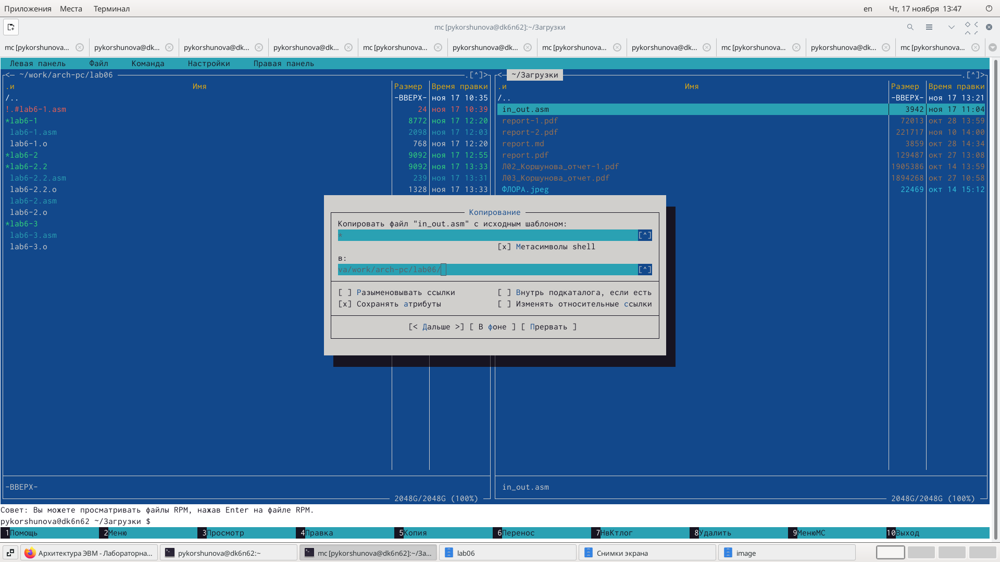 Приложения Места Терминал en Чт, 17 ноября 13:47
mc [pykorshunova@dk6n62]:~/Загрузки
mc [pykorshunova... pykorshunova@dk... pykorshunova@dk... pykorshunova@dk... mc [pykorshunova... pykorshunova@dk... mc [pykorshunova... pykorshunova@dk... mc [pykorshunova... pykorshunova@dk... mc [pykorshunova...
Левая панель Файл Команда Настройки Правая панель
<– ~/work/arch-pc/lab06 .[^]> <– ~/Загрузки .[^]>
.и Имя Размер Время правки .и Имя Размер Время правки
/.. –ВВЕРХ– ноя 17 10:35 /.. –ВВЕРХ– ноя 17 13:21
!.#lab6-1.asm 24 ноя 17 10:39 in_out.asm 3942 ноя 17 11:04
*lab6-1 8772 ноя 17 12:20 report-1.pdf 72013 окт 28 13:59
lab6-1.asm 2098 ноя 17 12:03 report-2.pdf 221717 ноя 10 14:00
lab6-1.o 768 ноя 17 12:20 report.md 3859 окт 28 14:34
*lab6-2 9092 ноя 17 12:55 report.pdf 129487 окт 27 13:08
*lab6-2.2 9092 ноя 17 13:33 Л02_Коршунова_отчет-1.pdf 1905386 окт 14 13:59
lab6-2.2.asm 239 ноя 17 13:31 Л03_Коршунова_отчет.pdf 1894268 окт 27 10:58
lab6-2.2.o 1328 ноя 17 13:33 ФЛОРА.jpeg 22469 окт 14 15:12
lab6-2.asm
lab6-2.o
*lab6-3
lab6-3.asm
lab6-3.o
Копирование
Копировать файл "in_out.asm" с исходным шаблоном:
* [^]
[x] Метасимволы shell
в:
va/work/arch-pc/lab06/ [^]
[ ] Разыменовывать ссылки [ ] Внутрь подкаталога, если есть
[x] Сохранять атрибуты [ ] Изменять относительные ссылки
[< Дальше >] [ В фоне ] [ Прервать ]
–ВВЕРХ– in_out.asm
2048G/2048G (100%) 2048G/2048G (100%)
Совет: Вы можете просматривать файлы RPM, нажав Enter на файле RPM.
pykorshunova@dk6n62 ~/Загрузки $
1Помощь 2Меню 3Просмотр 4Правка 5Копия 6Перенос 7НвКтлог 8Удалить 9МенюMC 10Выход
Архитектура ЭВМ - Лабораторна... pykorshunova@dk6n62:~ mc [pykorshunova@dk6n62]:~/За... lab06 Снимки экрана image